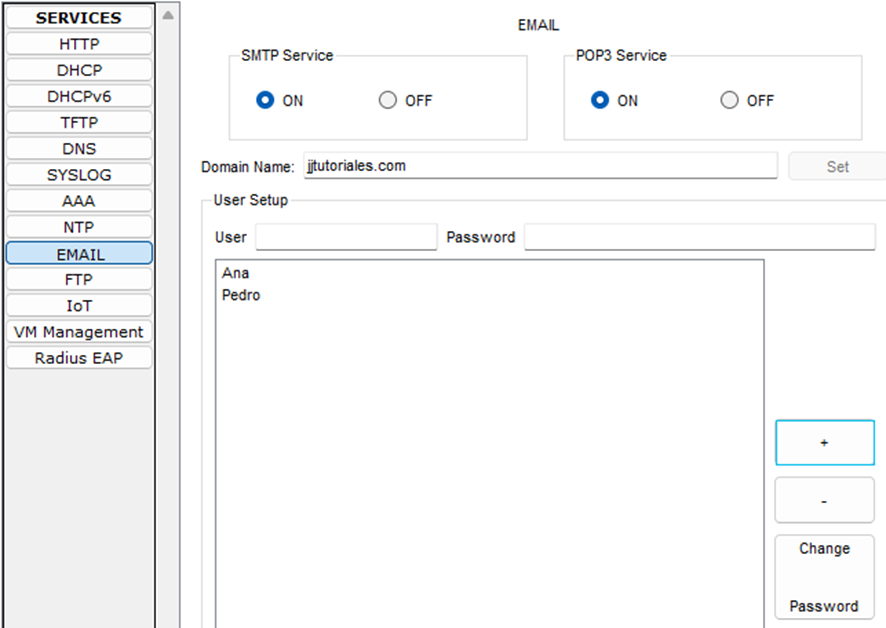 SERVICES
HTTP
DHCP
DHCPv6
TFTP
DNS
SYSLOG
AAA
NTP
EMAIL
FTP
IoT
VM Management
Radius EAP
EMAIL
SMTP Service
ON OFF
POP3 Service
ON OFF
Domain Name: jjtutoriales.com Set
User Setup
User Password
Ana
Pedro
+
-
Change
Password